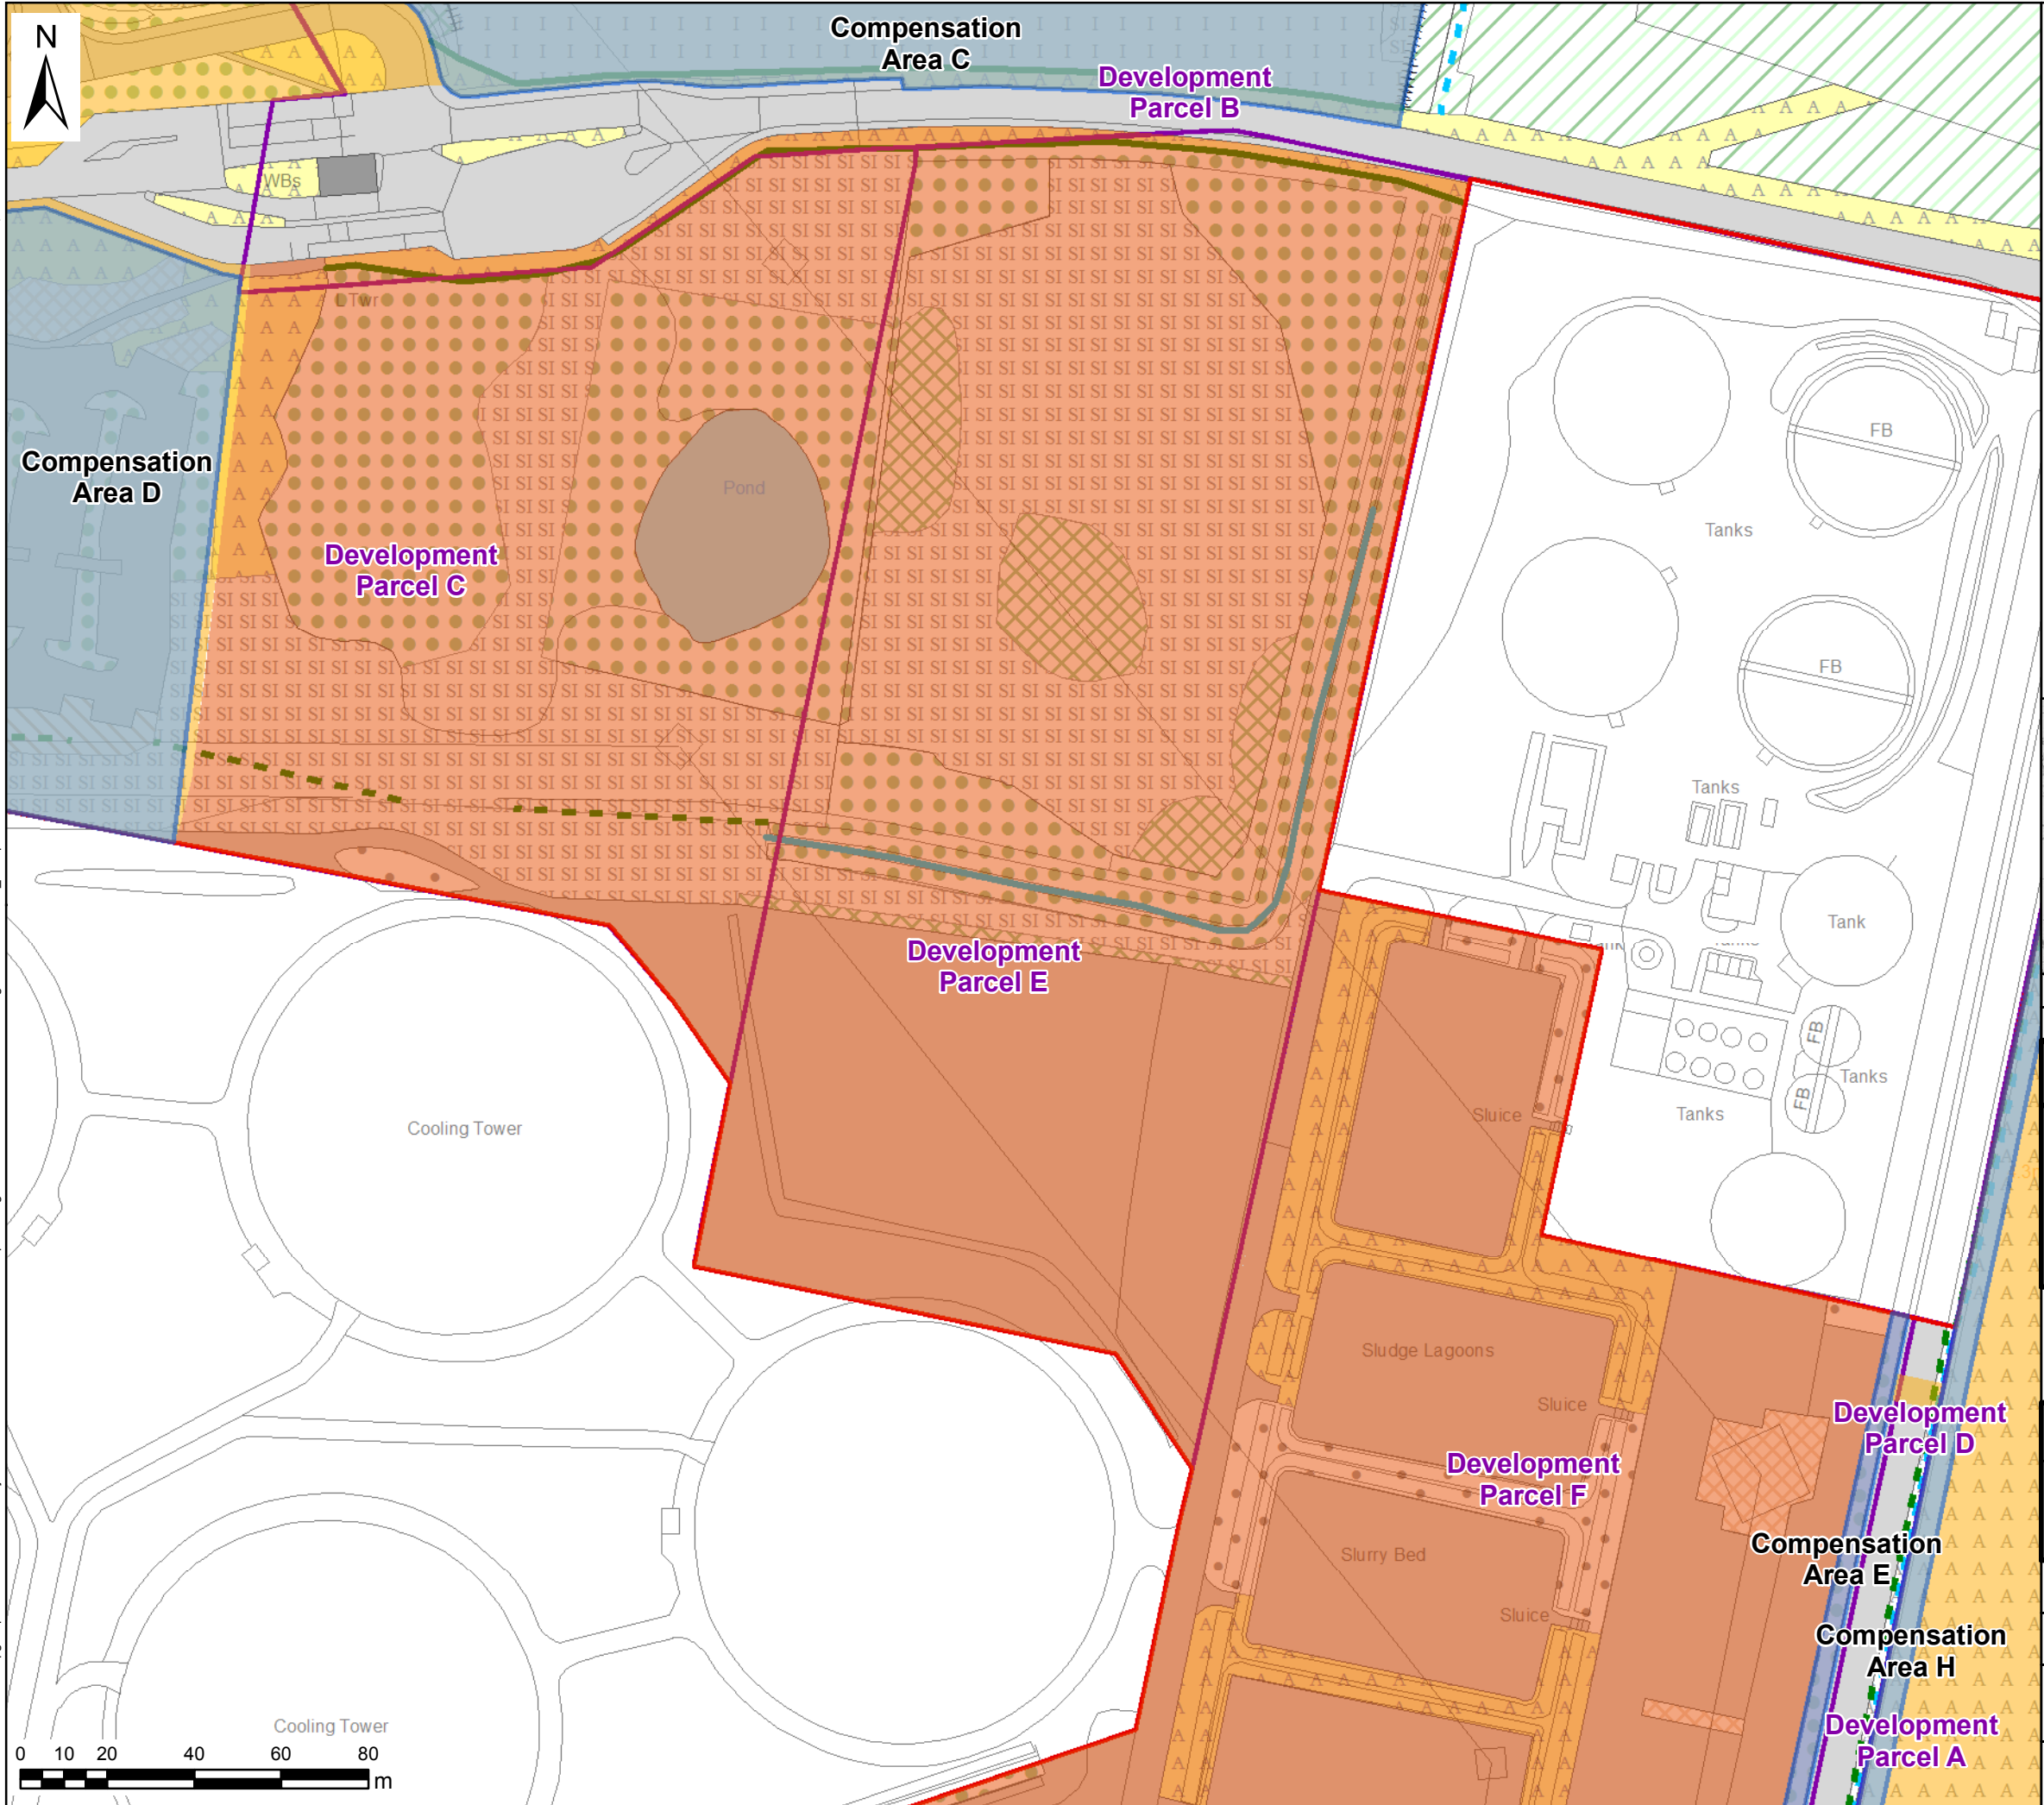 N
Compensation
Area C
Development
Parcel B
WBs
L Twr
FB
Compensation
Area D
Pond
Tanks
Development
Parcel C
FB
Tanks
Tank
Development
Parcel E
Tanks
FB
Cooling Tower
Sluice
Tanks
FB
Tanks
Sludge Lagoons
Sluice
Development
Parcel D
Development
Parcel F
Compensation
Area E
Slurry Bed
Sluice
Compensation
Area H
Cooling Tower
Development
Parcel A
0 10 20 40 60 80
m